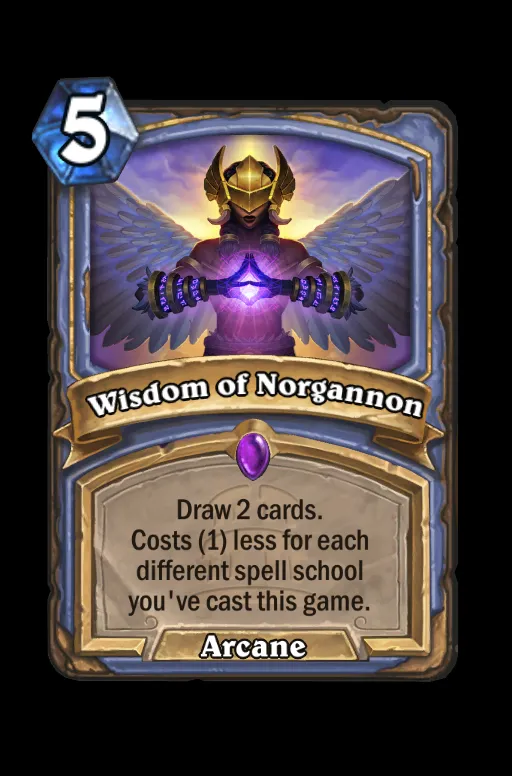 5
Wisdom of Norgannon
Draw 2 cards.
Costs (1) less for each
different spell school
you've cast this game.
Arcane